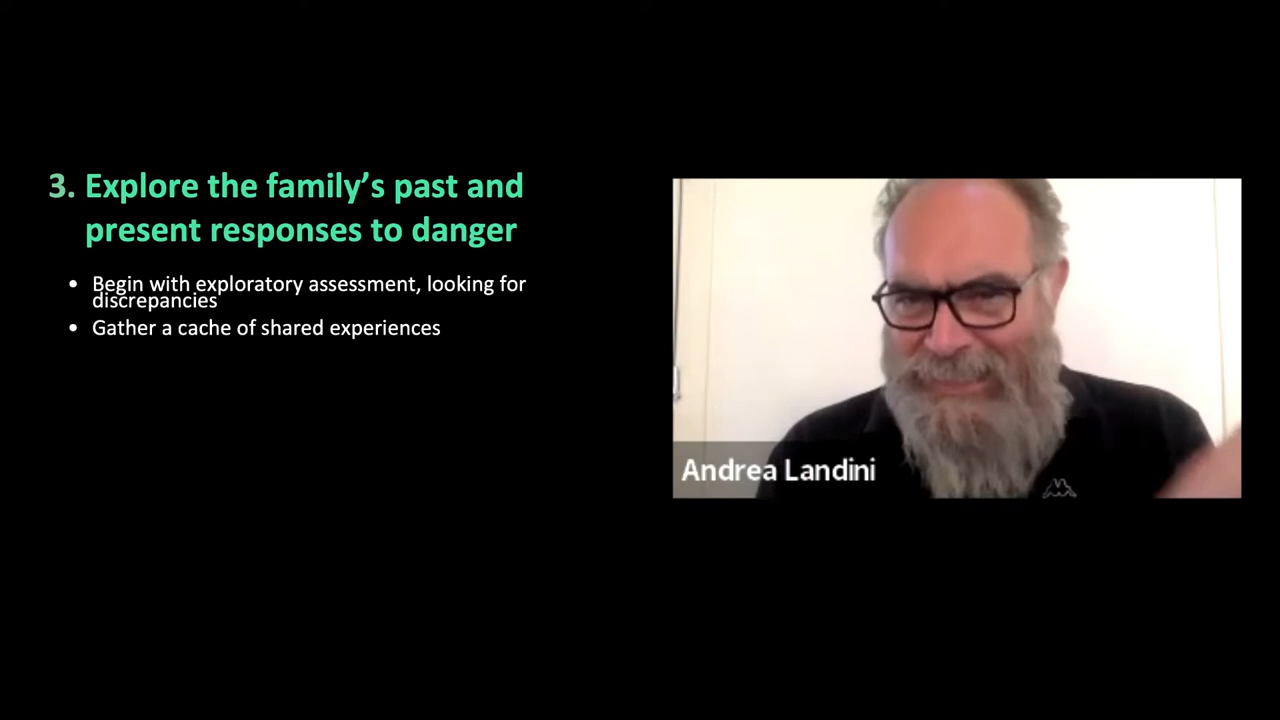 3. Explore the family’s past and
present responses to danger
• Begin with exploratory assessment, looking for
discrepancies
• Gather a cache of shared experiences
Andrea Landini